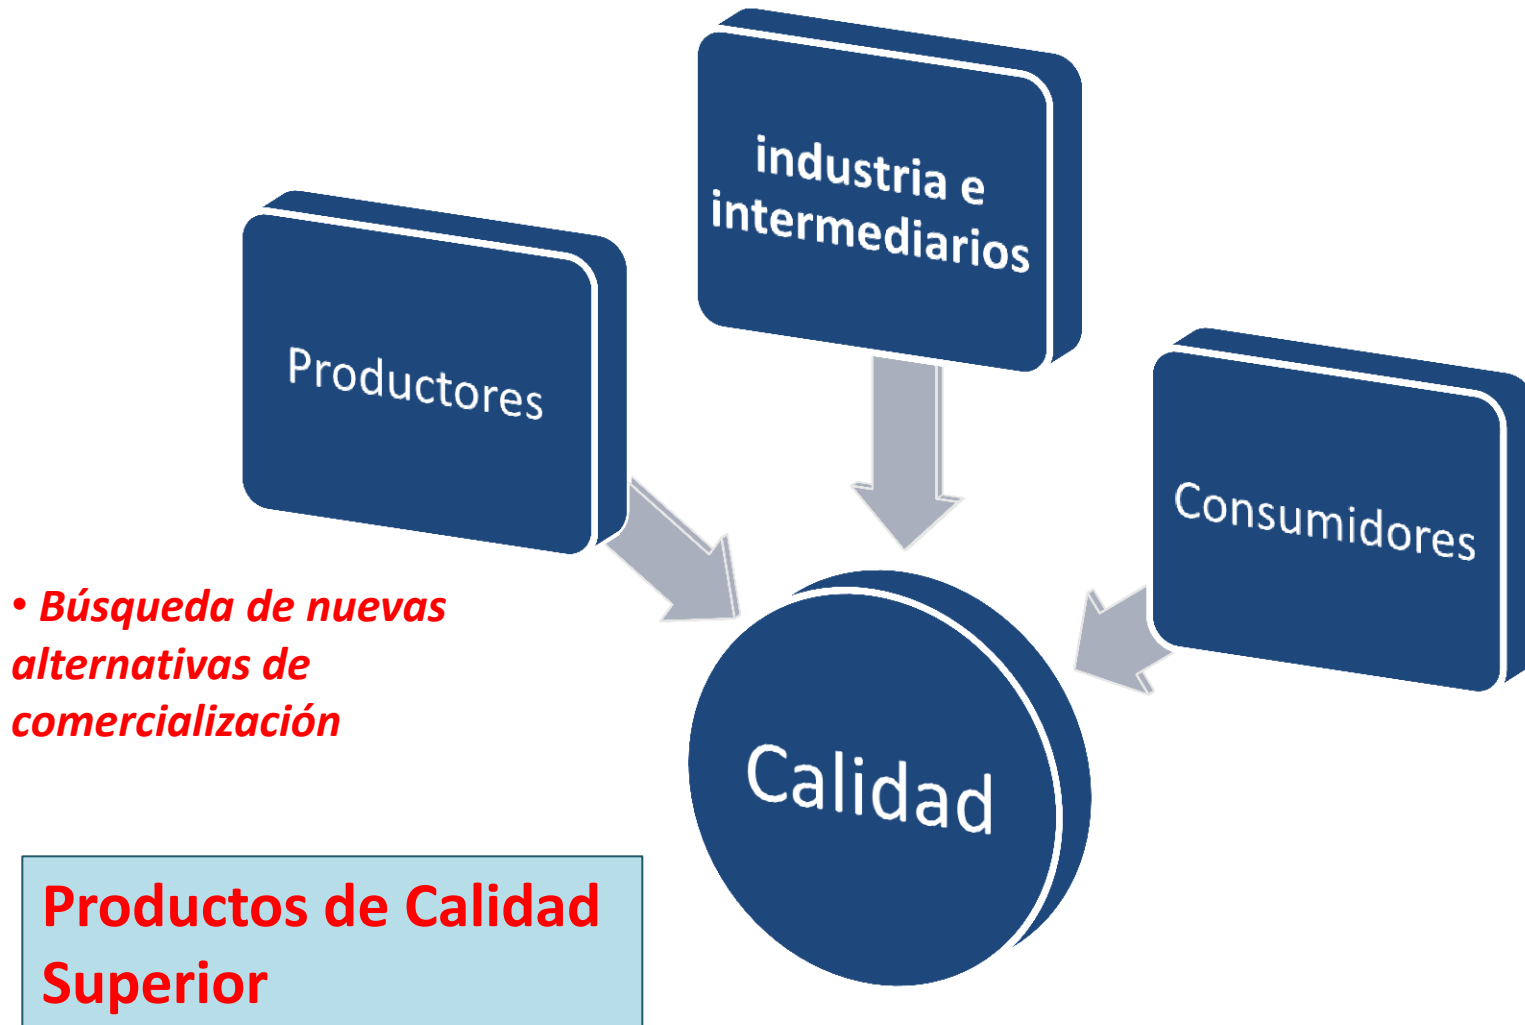 industria e
intermediarios
Productores
Consumidores
• Búsqueda de nuevas
alternativas de
comercialización
Calidad
Productos de Calidad
Superior